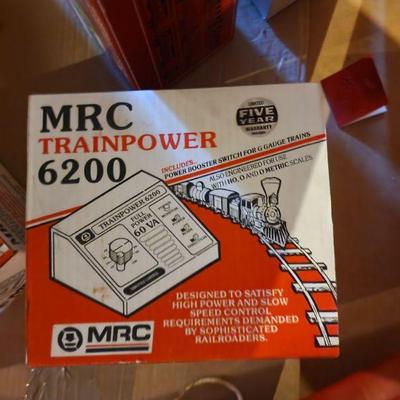 MRC
TRAINPOWER
6200
LIMITED
FIVE
YEAR
WARRANTY
INCLUDES:
POWER BOOSTER SWITCH FOR G GAUGE TRAINS
ALSO ENGINEERED FOR USE
WITH HO, O AND O METRIC SCALES.
TRAINPOWER 6200
FULL
POWER
60 VA
DESIGNED TO SATISFY
HIGH POWER AND SLOW
SPEED CONTROL
REQUIREMENTS DEMANDED
BY SOPHISTICATED
RAILROADERS.
MRC